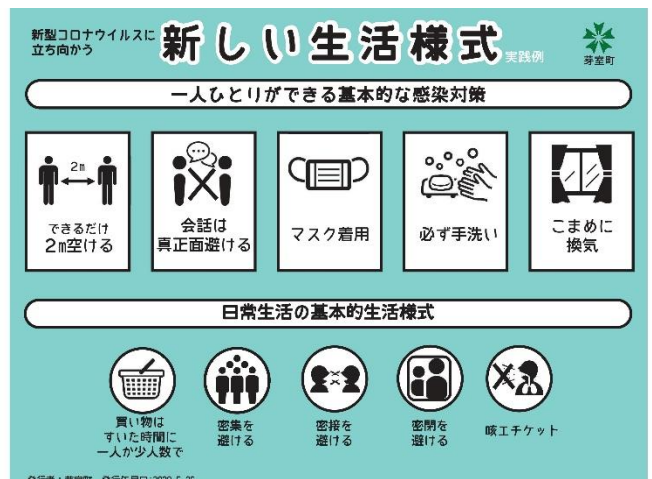 新型コロナウイルスに
立ち向かう
新しい生活様式
実践例
芽室町
一人ひとりができる基本的な感染対策
2m
できるだけ
2m空ける
会話は
真正面避ける
マスク着用
必ず手洗い
こまめに
換気
日常生活の基本的生活様式
買い物は
すいた時間に
一人か少人数で
密集を
避ける
密接を
避ける
密閉を
避ける
咳エチケット